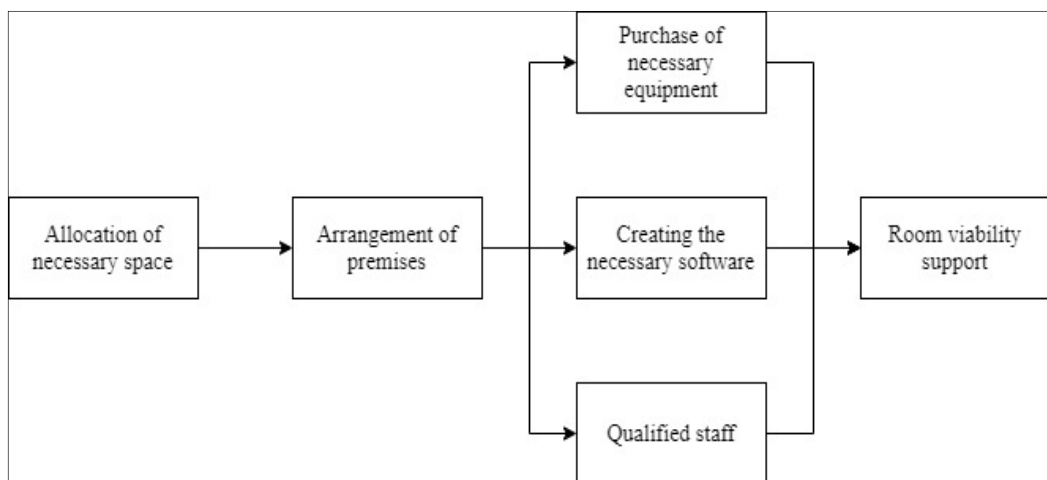 Purchase of
necessary
equipment
Allocation of
necessary space
Arrangement of
premises
Creating the
necessary software
Room viability
support
Qualified staff